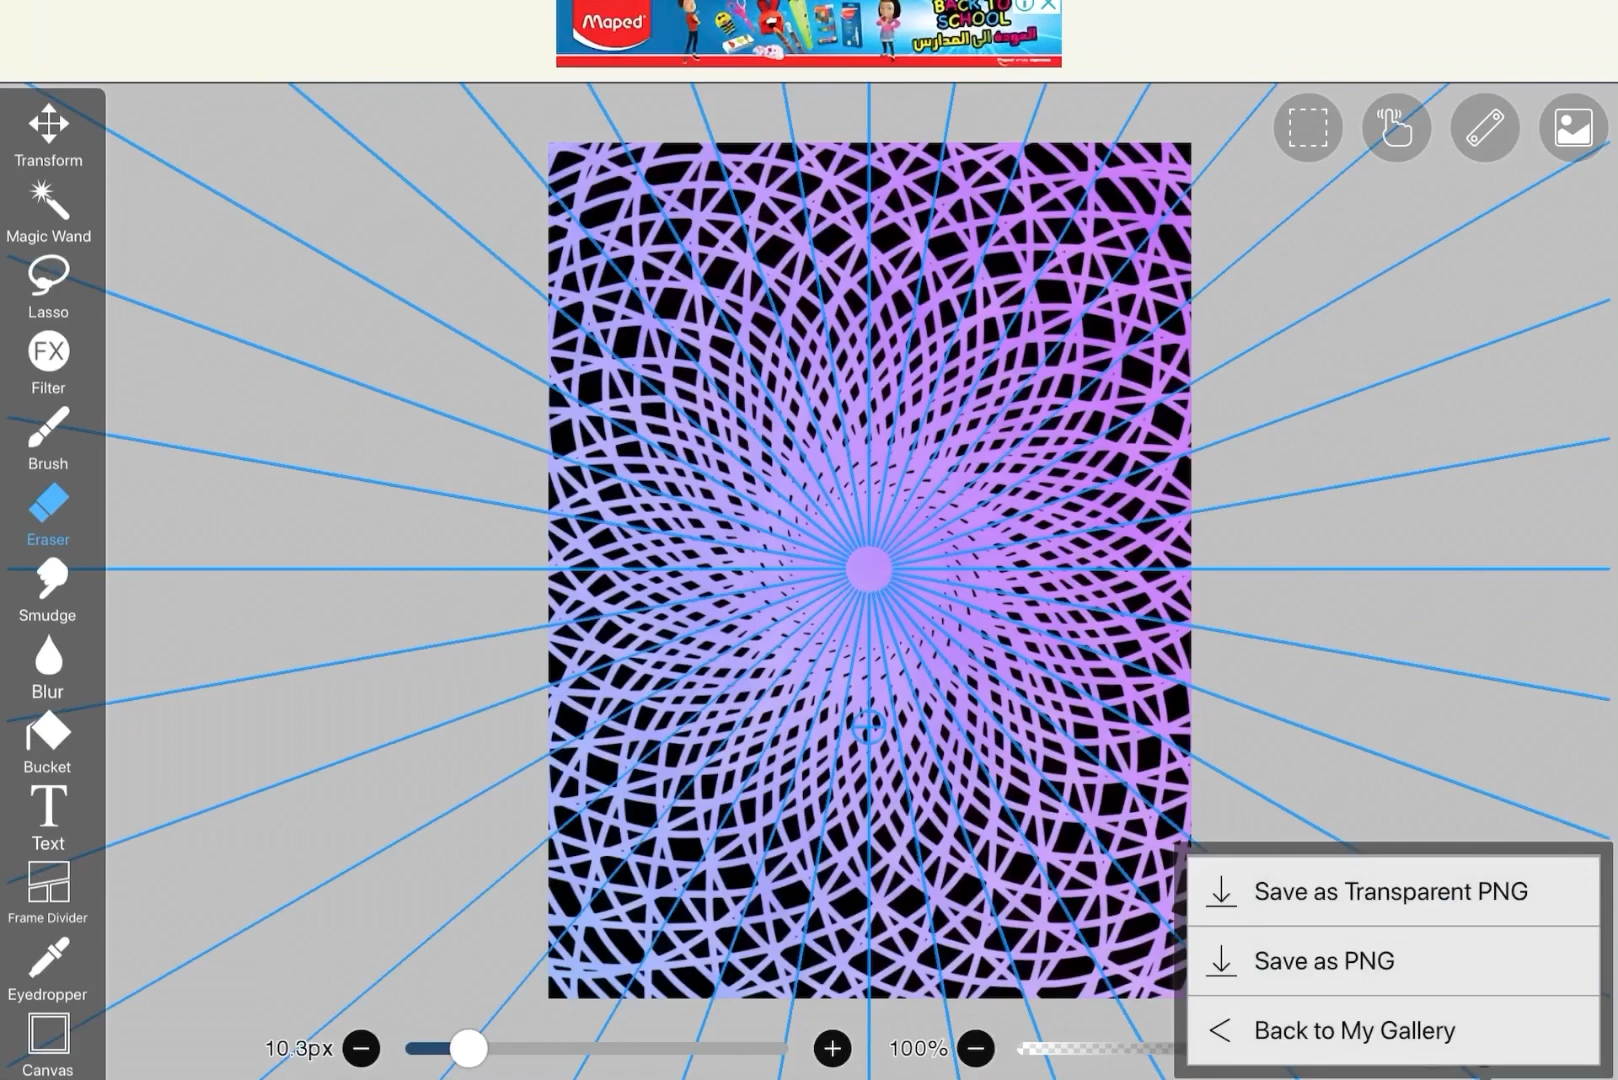 Maped
BACK TO
SCHOOL
العودة الى المدارس
Transform
Magic Wand
Lasso
FX
Filter
Brush
Eraser
Smudge
Blur
Bucket
T
Text
Frame Divider
Eyedropper
Canvas
10.3px
100%
Save as Transparent PNG
Save as PNG
Back to My Gallery